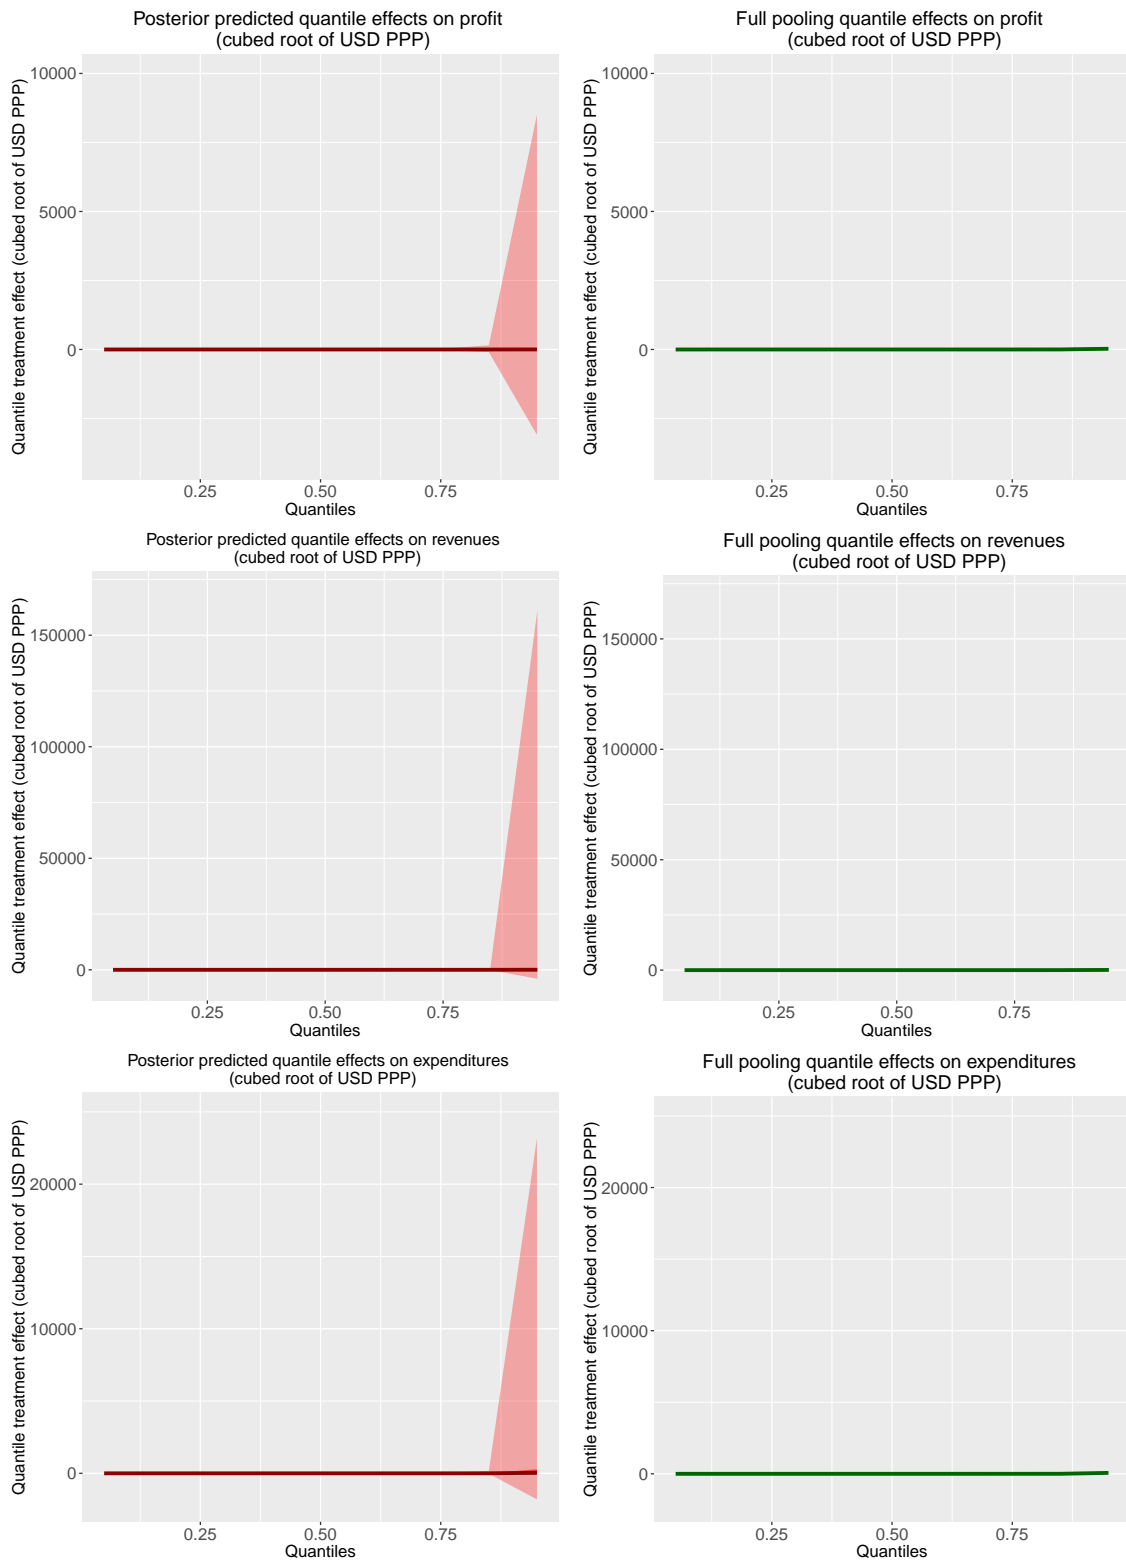 Posterior predicted quantile effects on profit
(cubed root of USD PPP)
Quantile treatment effect (cubed root of USD PPP)
10000
5000
0
0.25 0.50 0.75
Quantiles
Full pooling quantile effects on profit
(cubed root of USD PPP)
Quantile treatment effect (cubed root of USD PPP)
10000
5000
0
0.25 0.50 0.75
Quantiles
Posterior predicted quantile effects on revenues
(cubed root of USD PPP)
Quantile treatment effect (cubed root of USD PPP)
150000
100000
50000
0
0.25 0.50 0.75
Quantiles
Full pooling quantile effects on revenues
(cubed root of USD PPP)
Quantile treatment effect (cubed root of USD PPP)
150000
100000
50000
0
0.25 0.50 0.75
Quantiles
Posterior predicted quantile effects on expenditures
(cubed root of USD PPP)
Quantile treatment effect (cubed root of USD PPP)
20000
10000
0
0.25 0.50 0.75
Quantiles
Full pooling quantile effects on expenditures
(cubed root of USD PPP)
Quantile treatment effect (cubed root of USD PPP)
20000
10000
0
0.25 0.50 0.75
Quantiles